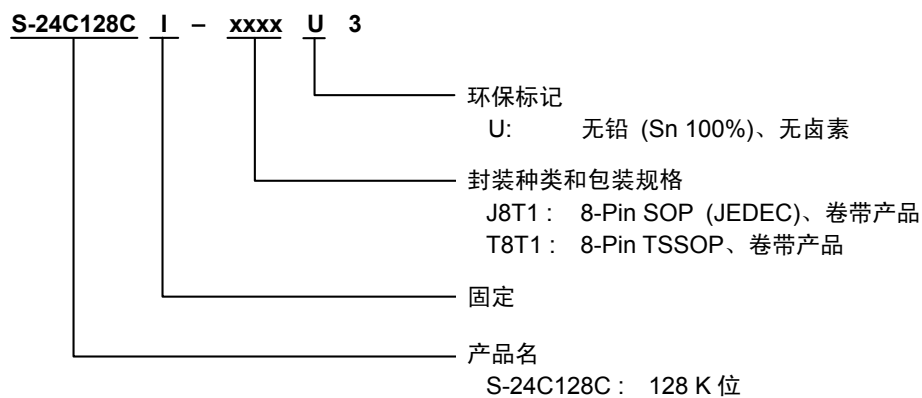 S-24C128C I – xxxx U 3
环保标记
U: 无铅 (Sn 100%)、无卤素
封装种类和包装规格
J8T1 : 8-Pin SOP (JEDEC)、卷带产品
T8T1 : 8-Pin TSSOP、卷带产品
固定
产品名
S-24C128C : 128 K 位